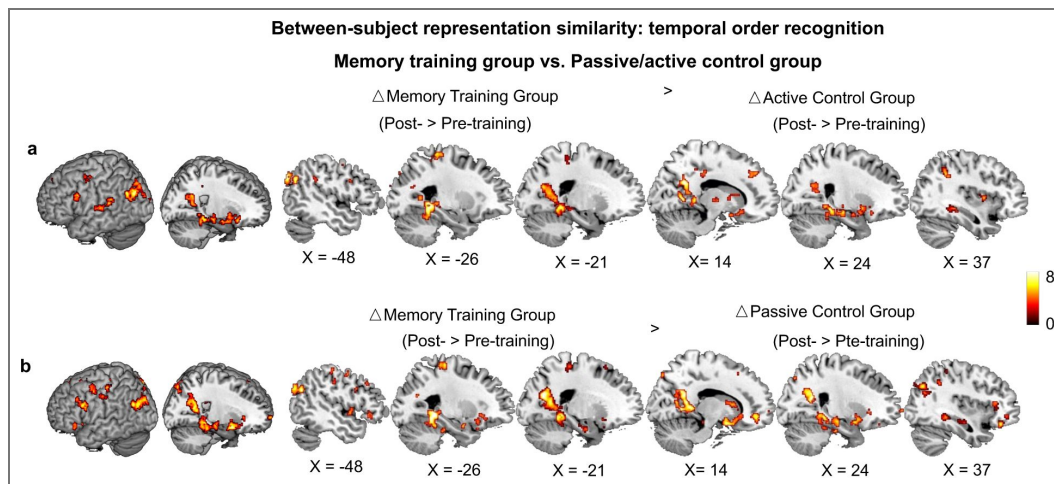 Between-subject representation similarity: temporal order recognition
Memory training group vs. Passive/active control group
△Memory Training Group > △Active Control Group
(Post- > Pre-training) (Post- > Pre-training)
a
X = -48 X = -26 X = -21 X= 14 X = 24 X = 37
8
0
△Memory Training Group > △Passive Control Group
(Post- > Pre-training) (Post- > Pte-training)
b
X = -48 X = -26 X = -21 X = 14 X = 24 X = 37